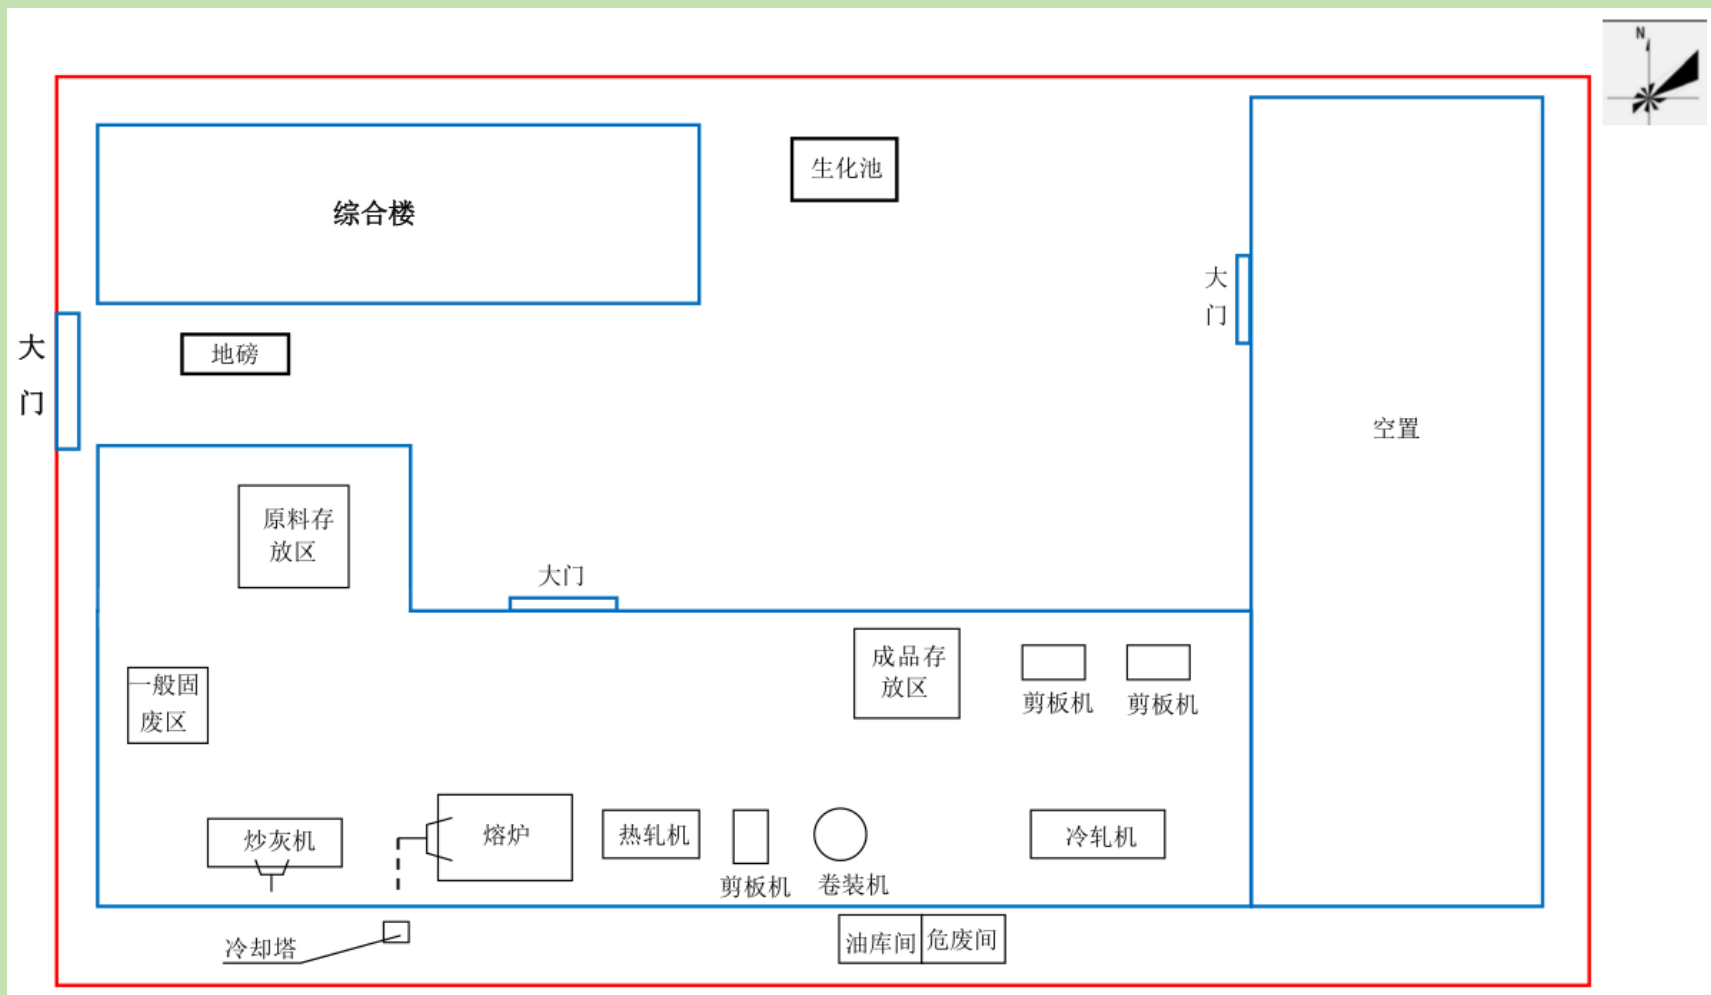 N
生化池
综合楼
大
门
大
门
地磅
空置
原料存
放区
大门
成品存
放区
剪板机
剪板机
一般固
废区
炒灰机
熔炉
热轧机
剪板机
卷装机
冷轧机
冷却塔
油库间
危废间